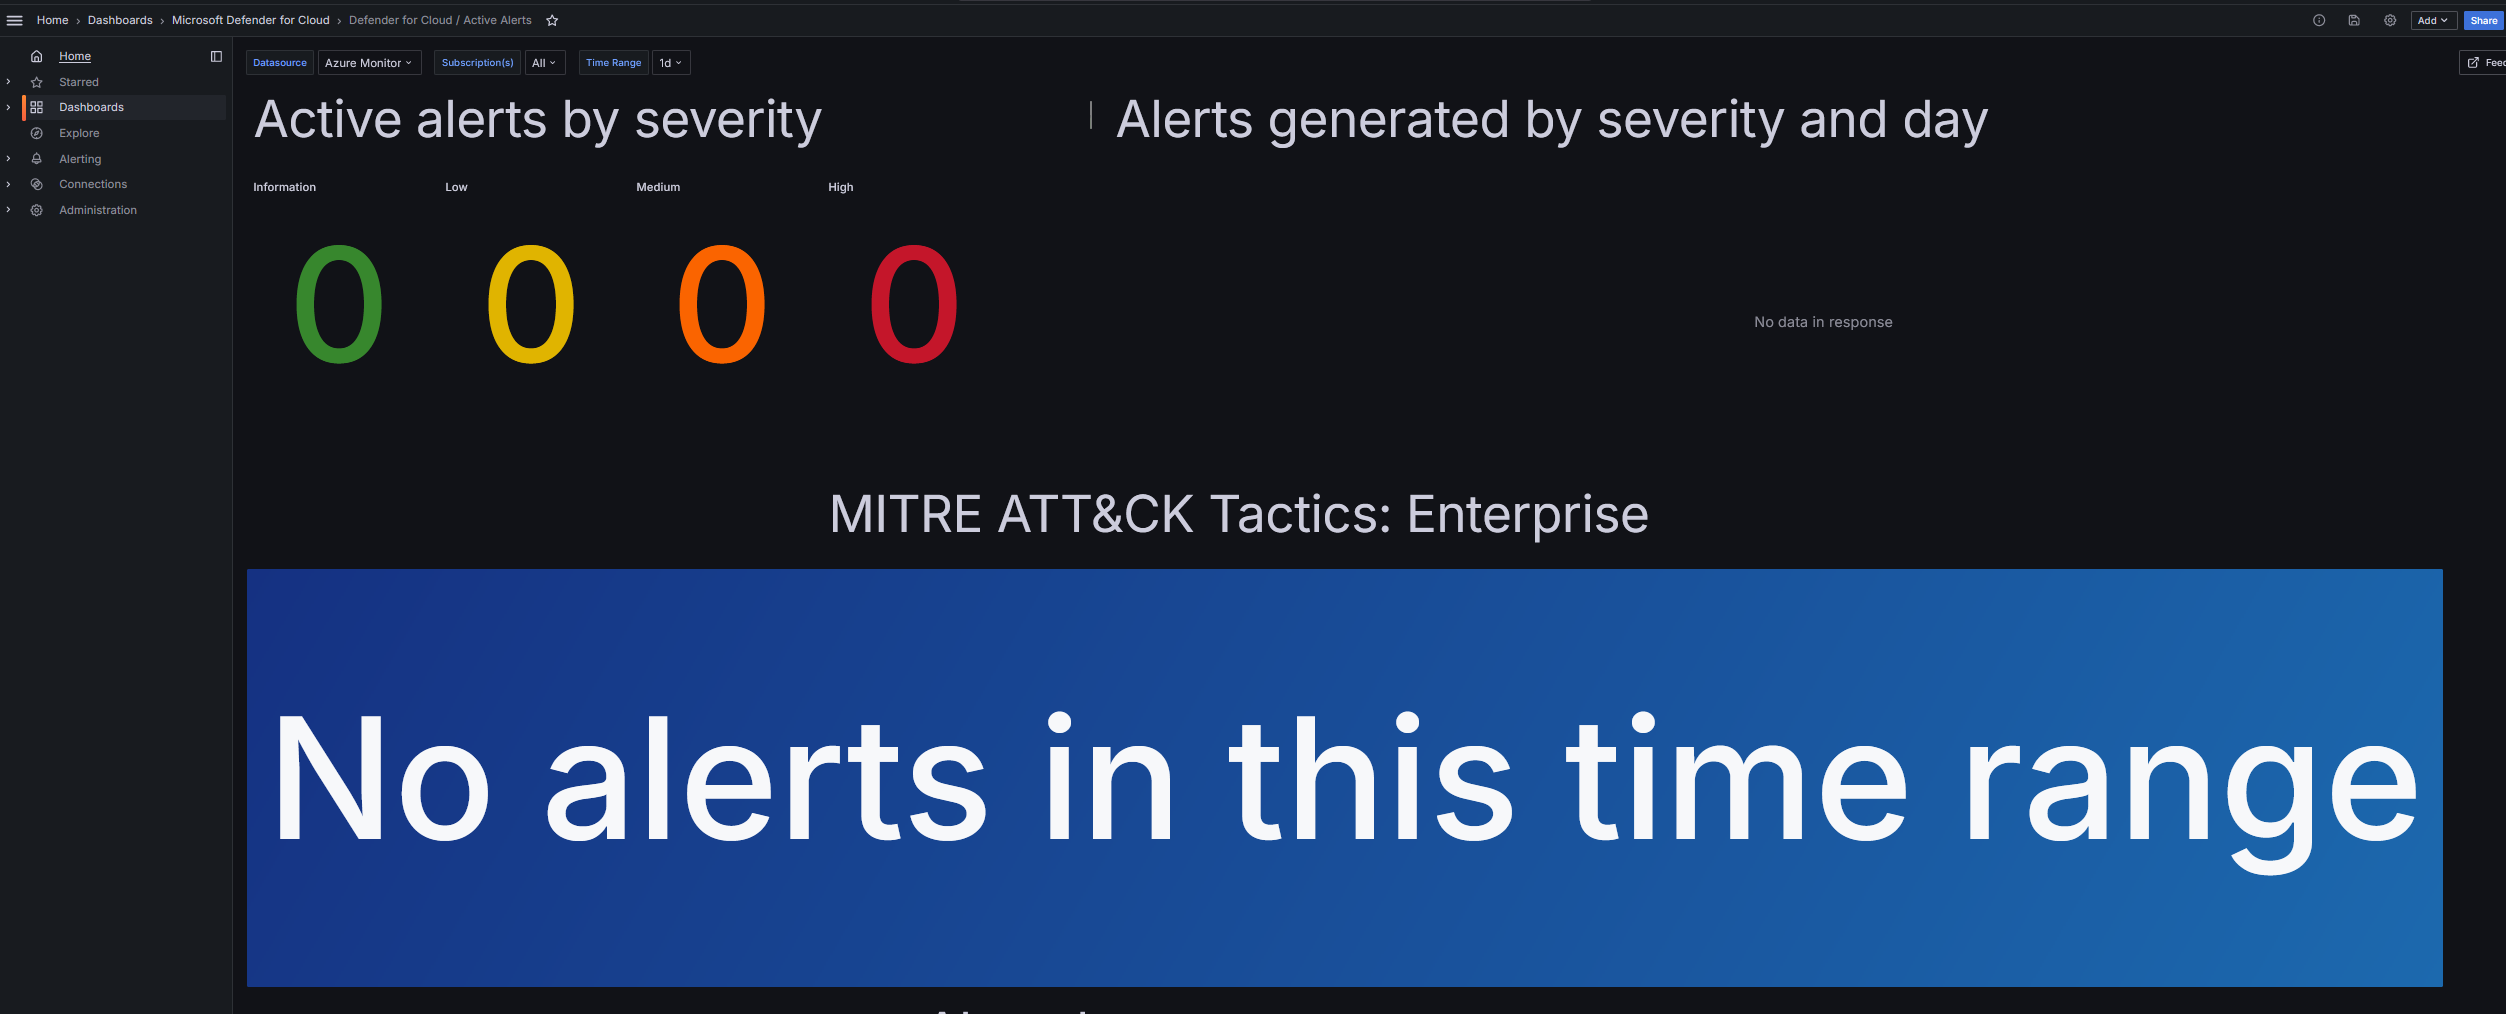 Home › Dashboards › Microsoft Defender for Cloud › Defender for Cloud / Active Alerts
Add
Share
Home
Starred
Dashboards
Explore
Alerting
Connections
Administration
Datasource Azure Monitor Subscription(s) All Time Range 1d
Active alerts by severity
Alerts generated by severity and day
Information Low Medium High
0 0 0 0
No data in response
MITRE ATT&CK Tactics: Enterprise
No alerts in this time range